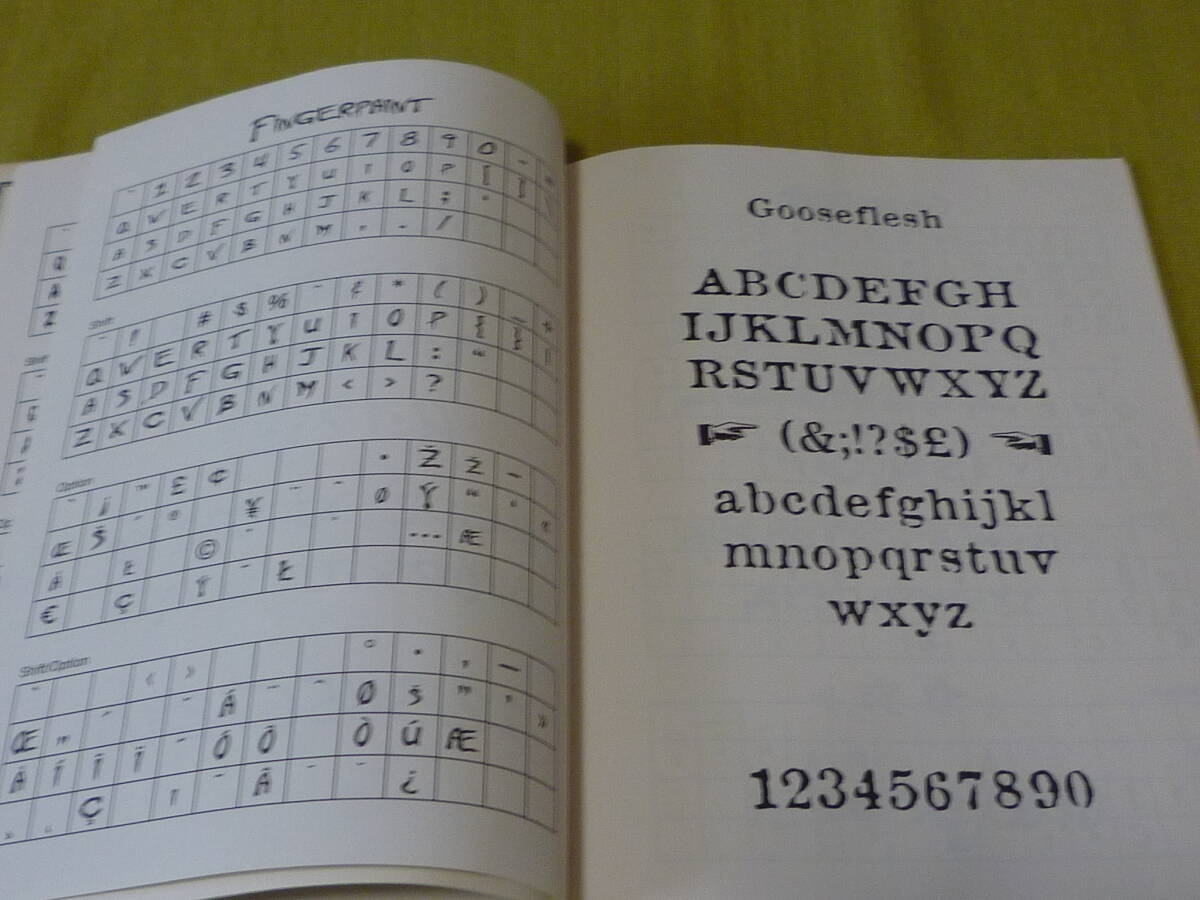 FINGERPAINT
` 1 2 3 4 5 6 7 8 9 0 -
Q W E R T Y U I O P [ ] \
A S D F G H J K L ;
Z X C V B N M , . /
Shift
~ ! # $ % ¢ * ( ) _ +
Q W E R T Y U I O P { } |
A S D F G H J K L : “
Z X C V B N M < > ?
Option
¡ ™ £ ¢ • Ž Ž –
Œ Š ¥ Ø Ÿ “ «
Å Ł © ... Æ
€ Ç Ÿ Ł
Shift/Option
‹ › ° · , —
Œ „ Á Ø Š ” ’ »
Å Í Î Ï Ó Ô Ò Ú Æ
Ç Â ¿
Gooseflesh
ABCDEFGH
IJKLMNOPQ
RSTUVWXYZ
☞ (&;!?$£) ☜
abcdefghijkl
mnopqrstuv
wxyz
1234567890